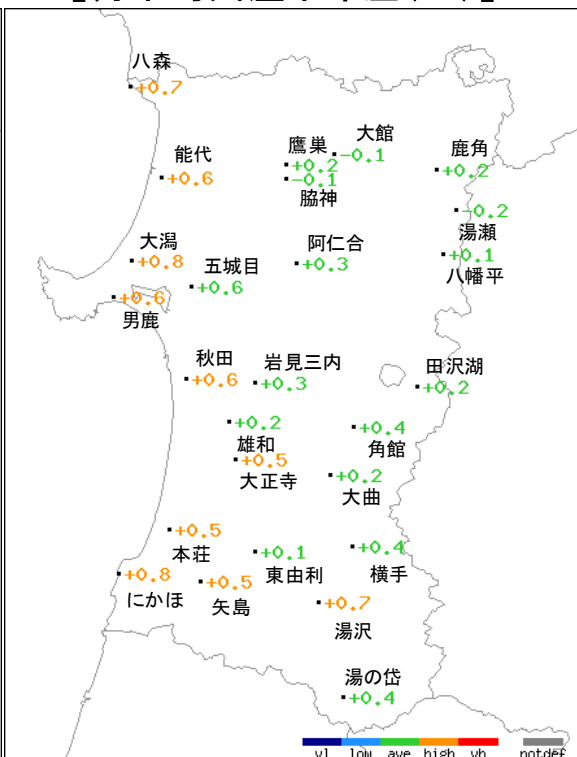 八森
+0.7
大館
鷹巣
-0.1
鹿角
能代
+0.2
+0.2
+0.6
-0.1
脇神
-0.2
湯瀬
大潟
阿仁合
+0.1
+0.8
五城目
+0.3
八幡平
+0.6
+0.6
男鹿
秋田
岩見三内
田沢湖
+0.6
+0.3
+0.2
+0.2
+0.4
雄和
角館
+0.5
大正寺
+0.2
大曲
+0.5
本荘
+0.1
+0.4
+0.8
東由利
横手
にかほ
+0.5
矢島
+0.7
湯沢
湯の岱
+0.4
vl low ave high vh notdef